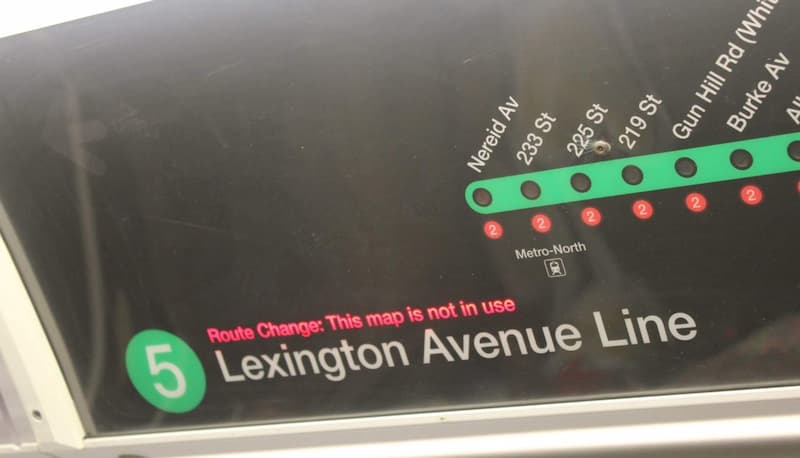 Nereid Av
233 St
225 St
219 St
Gun Hill Rd
Burke Av
2
2
2
2
2
2
Metro-North
Route Change: This map is not in use
5
Lexington Avenue Line